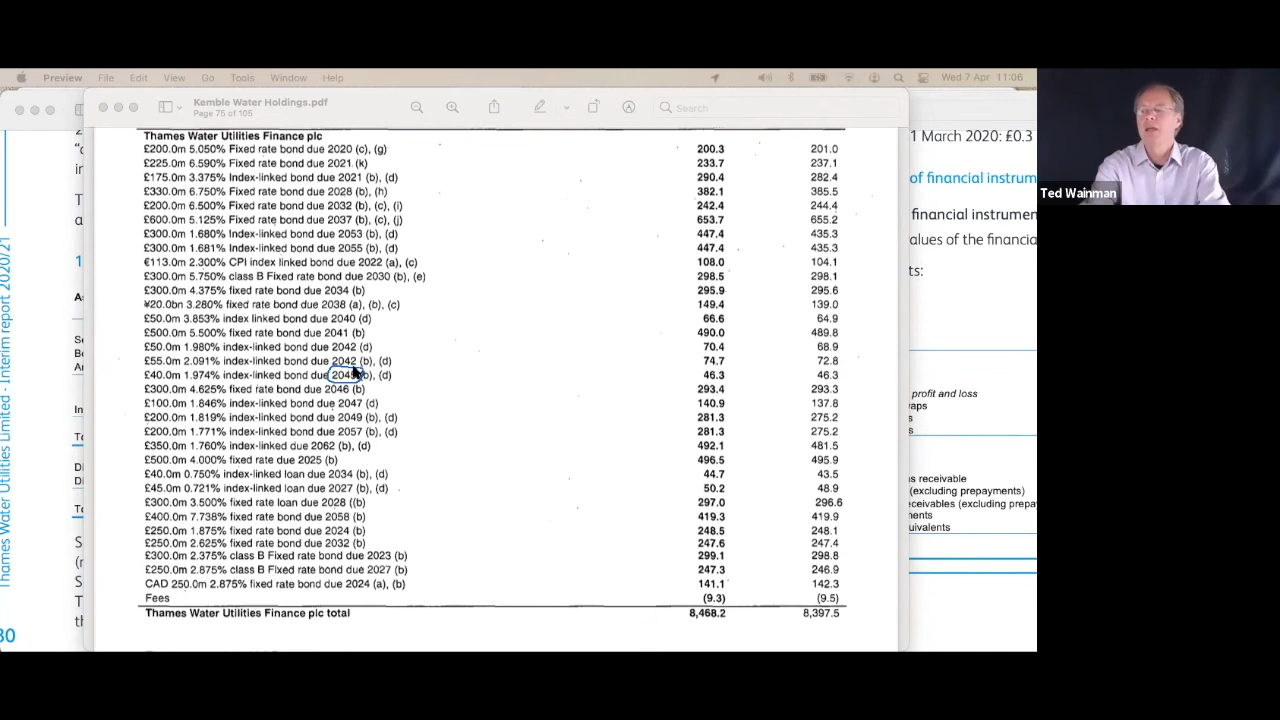 Preview File Edit View Go Tools Window Help Wed 7 Apr 11:06
Kemble Water Holdings.pdf
Page 75 of 105
Search
Thames Water Utilities Finance plc
£200.0m 5.050% Fixed rate bond due 2020 (c), (g) 200.3 201.0
£225.0m 6.590% Fixed rate bond due 2021 (k) 233.7 237.1
£175.0m 3.375% Index-linked bond due 2021 (b), (d) 290.4 282.4
£330.0m 6.750% Fixed rate bond due 2028 (b), (h) 382.1 385.5
£200.0m 6.500% Fixed rate bond due 2032 (b), (c), (i) 242.4 244.4
£600.0m 5.125% Fixed rate bond due 2037 (b), (c), (j) 653.7 655.2
£300.0m 1.680% Index-linked bond due 2053 (b), (d) 447.4 435.3
£300.0m 1.681% Index-linked bond due 2055 (b), (d) 447.4 435.3
€113.0m 2.300% CPI index linked bond due 2022 (a), (c) 108.0 104.1
£300.0m 5.750% class B Fixed rate bond due 2030 (b), (e) 298.5 298.1
£300.0m 4.375% fixed rate bond due 2034 (b) 295.9 295.6
¥20.0bn 3.280% fixed rate bond due 2038 (a), (b), (c) 149.4 139.0
£50.0m 3.853% index linked bond due 2040 (d) 66.6 64.9
£500.0m 5.500% fixed rate bond due 2041 (b) 490.0 489.8
£50.0m 1.980% index-linked bond due 2042 (d) 70.4 68.9
£55.0m 2.091% index-linked bond due 2042 (b), (d) 74.7 72.8
£40.0m 1.974% index-linked bond due (b), (d) 46.3 46.3
£300.0m 4.625% fixed rate bond due 2046 (b) 293.4 293.3
£100.0m 1.846% index-linked bond due 2047 (d) 140.9 137.8
£200.0m 1.819% index-linked bond due 2049 (b), (d) 281.3 275.2
£200.0m 1.771% index-linked bond due 2057 (b), (d) 281.3 275.2
£350.0m 1.760% index-linked due 2062 (b), (d) 492.1 481.5
£500.0m 4.000% fixed rate due 2025 (b) 496.5 495.9
£40.0m 0.750% index-linked loan due 2034 (b), (d) 44.7 43.5
£45.0m 0.721% index-linked loan due 2027 (b), (d) 50.2 48.9
£300.0m 3.500% fixed rate loan due 2028 ((b) 297.0 296.6
£400.0m 7.738% fixed rate bond due 2058 (b) 419.3 419.9
£250.0m 1.875% fixed rate bond due 2024 (b) 248.5 248.1
£250.0m 2.625% fixed rate bond due 2032 (b) 247.6 247.4
£300.0m 2.375% class B Fixed rate bond due 2023 (b) 299.1 298.8
£250.0m 2.875% class B Fixed rate bond due 2027 (b) 247.3 246.9
CAD 250.0m 2.875% fixed rate bond due 2024 (a), (b) 141.1 142.3
Fees (9.3) (9.5)
Thames Water Utilities Finance plc total 8,468.2 8,397.5
Thames Water Utilities Limited - Interim report 2020/21
1 March 2020: £0.3
of financial instrum
financial instrumen
alues of the financia
ts:
profit and loss
receivable
(excluding prepayments)
(excluding prepa
Ted Wainman